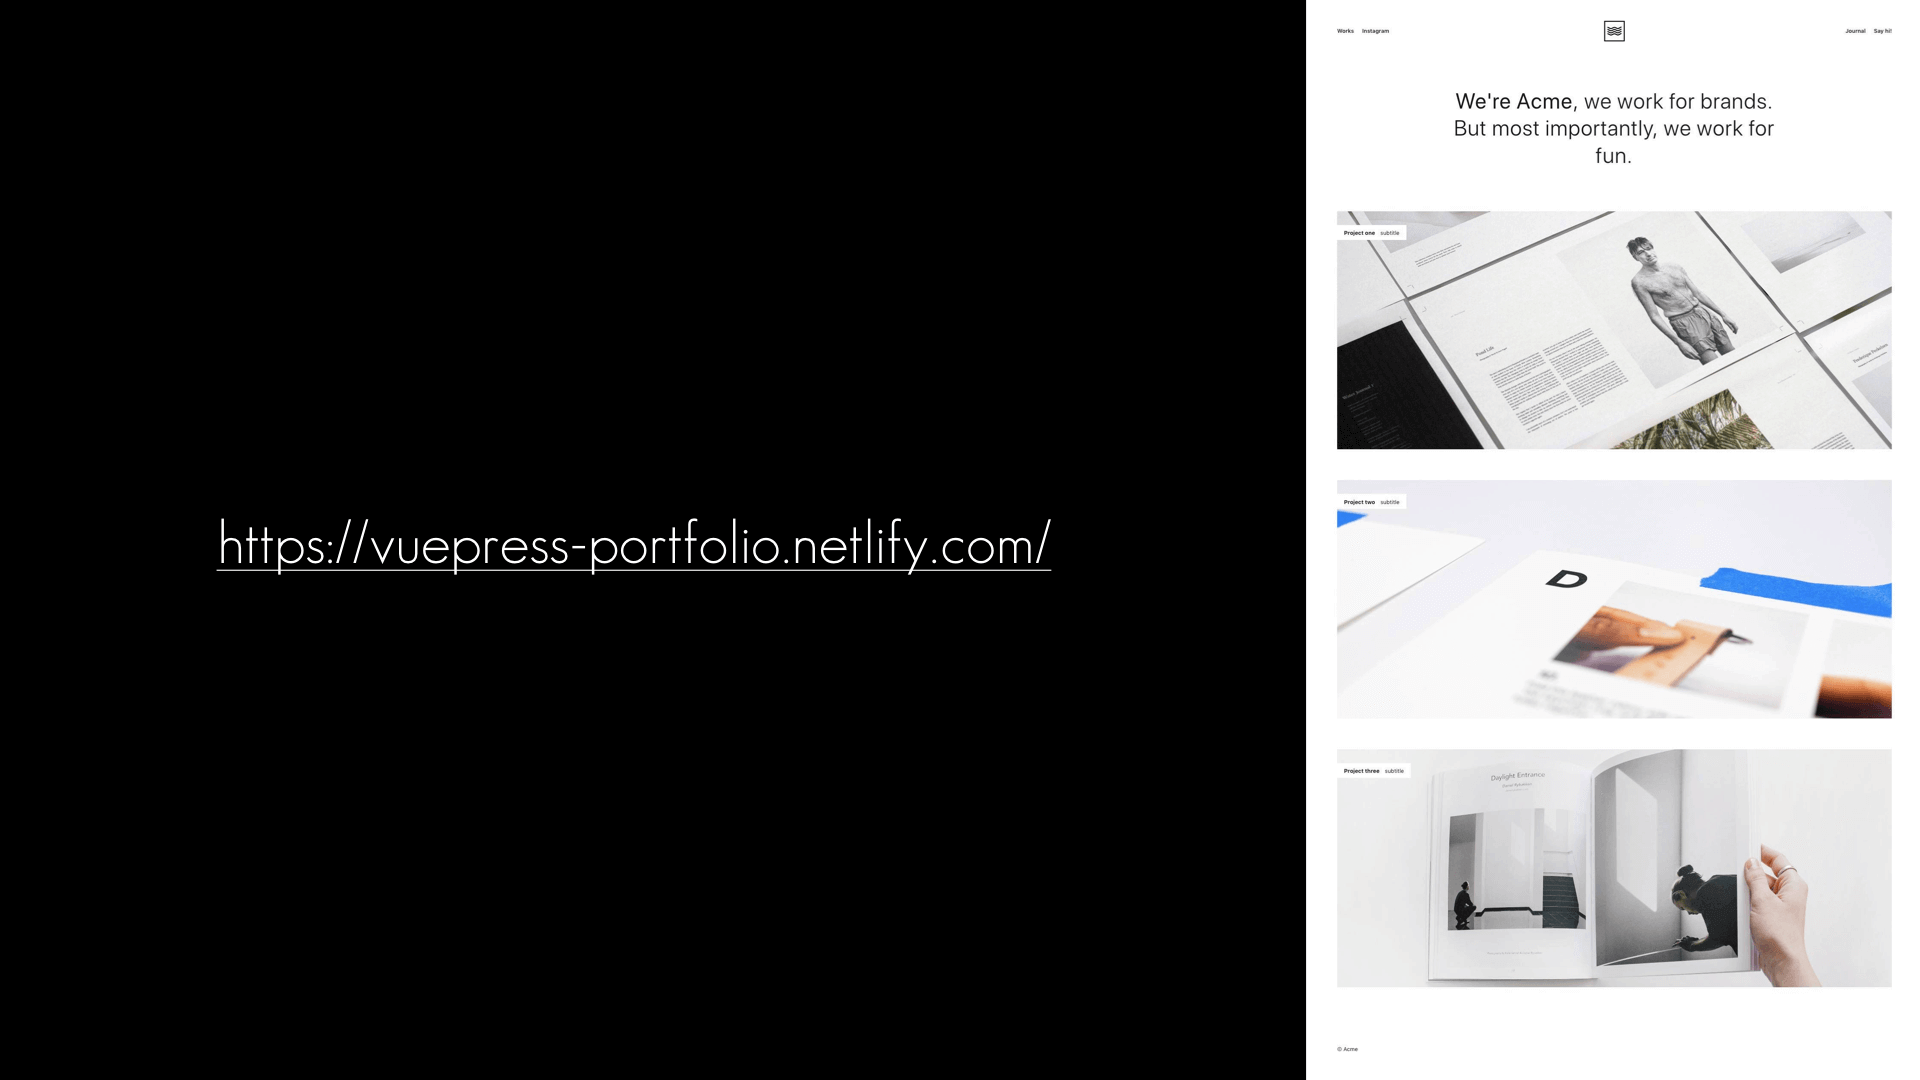 https://vuepress-portfolio.netlify.com/
Works Instagram
Journal Say hi!
We're Acme, we work for brands.
But most importantly, we work for
fun.
Project one subtitle
Project two subtitle
D
Project three subtitle
Daylight Entrance
© Acme